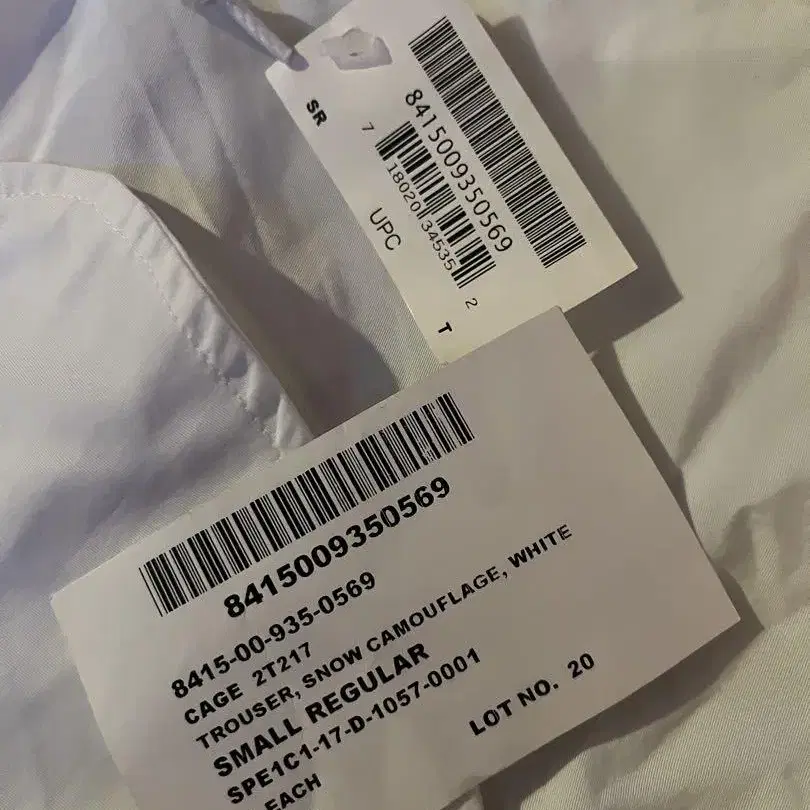 SR
8415009350569
7 18020 34535 2
UPC
T
8415009350569
8415-00-935-0569
CAGE 2T217
TROUSER, SNOW CAMOUFLAGE, WHITE
SMALL REGULAR
SPE1C1-17-D-1057-0001
LOT NO. 20
EACH